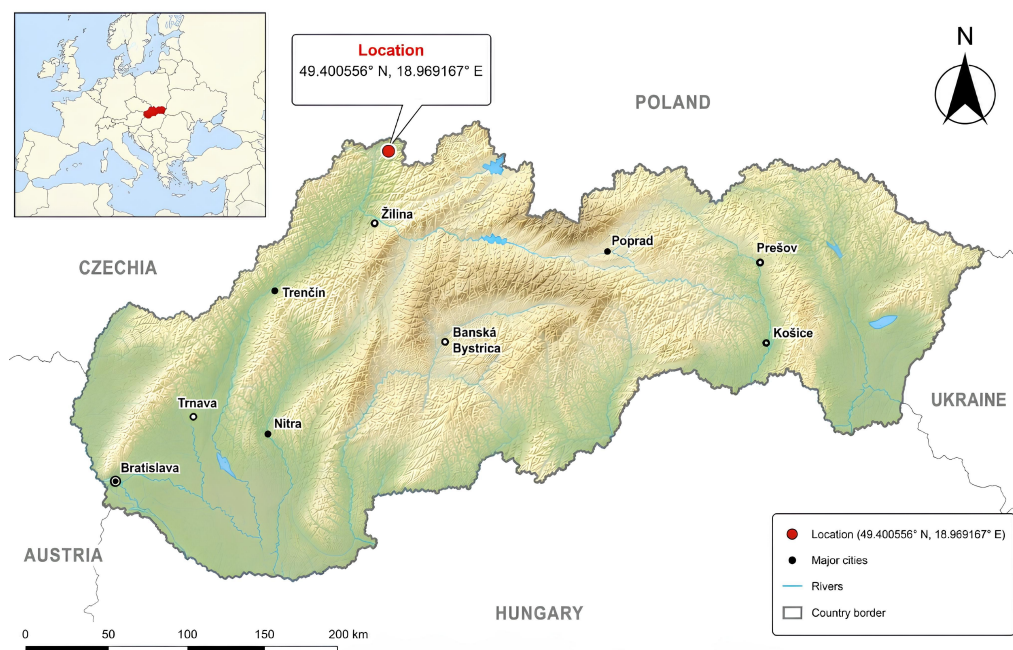 Location
49.400556° N, 18.969167° E
N
POLAND
Žilina
Poprad
Prešov
CZECHIA
Trenčín
Banská
Bystrica
Košice
Trnava
Nitra
UKRAINE
Bratislava
AUSTRIA
HUNGARY
Location (49.400556° N, 18.969167° E)
Major cities
Rivers
Country border
0 50 100 150 200 km